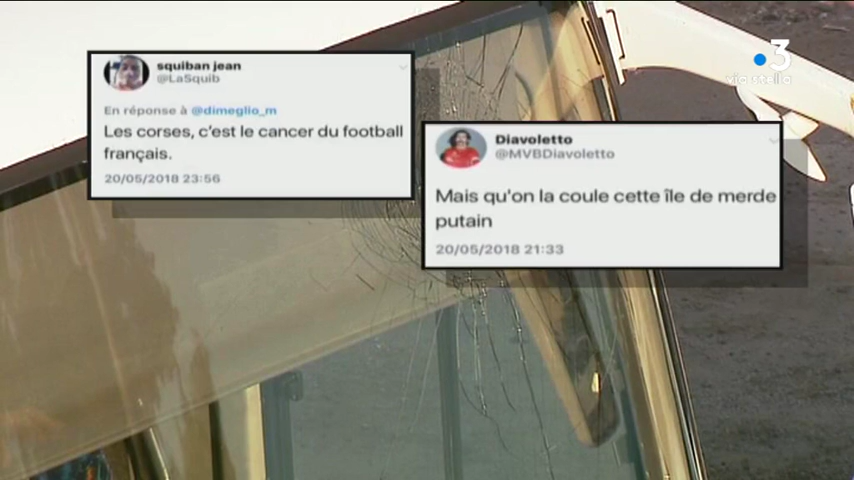 3
via stella
squiban jean
@LaSquib
En réponse à @dimeglio_m
Les corses, c'est le cancer du football
français.
20/05/2018 23:56
Diavoletto
@MVBDiavoletto
Mais qu'on la coule cette île de merde
putain
20/05/2018 21:33